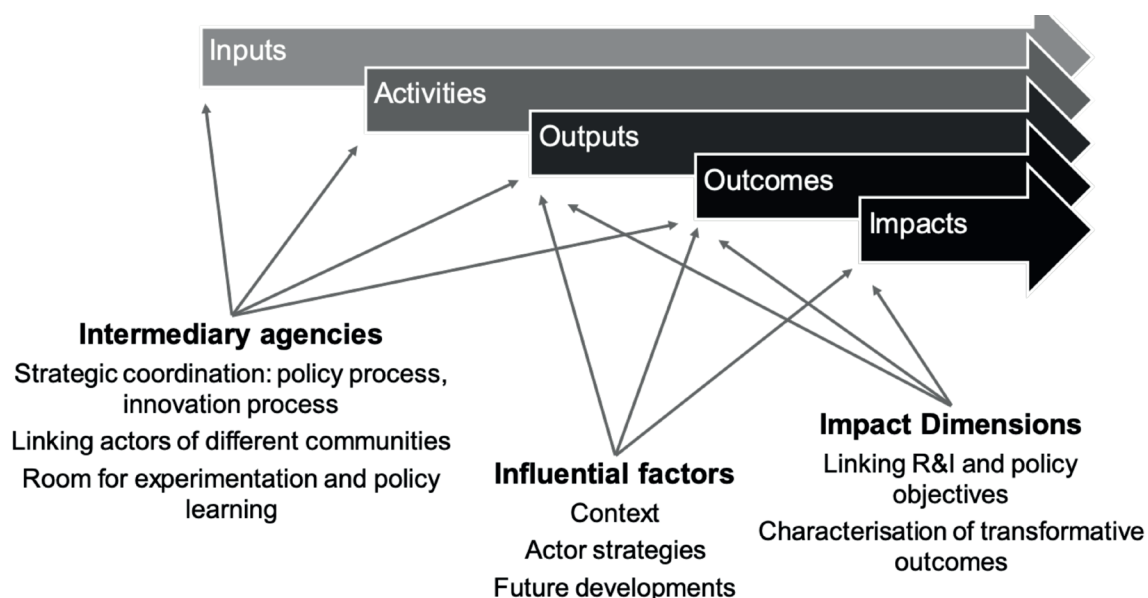 Inputs
Activities
Outputs
Outcomes
Impacts
Intermediary agencies
Strategic coordination: policy process,
innovation process
Linking actors of different communities
Room for experimentation and policy
learning
Influential factors
Context
Actor strategies
Future developments
Impact Dimensions
Linking R&I and policy
objectives
Characterisation of transformative
outcomes